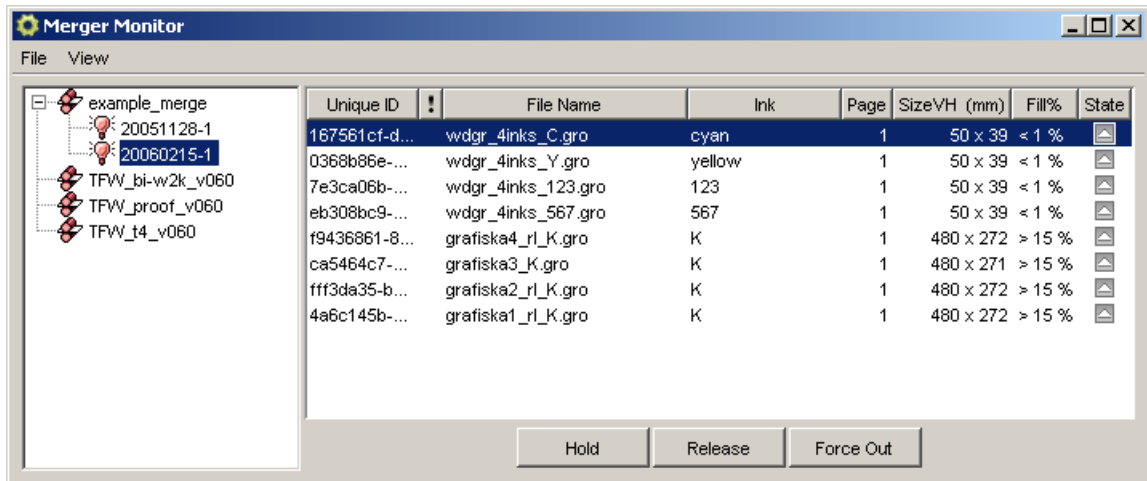 Merger Monitor
File View
example_merge
20051128-1
20060215-1
TFW_bi-w2k_v060
TFW_proof_v060
TFW_t4_v060
Unique ID ! File Name Ink Page SizeVH (mm) Fill% State
167561cf-d... wdgr_4inks_C.gro cyan 1 50 x 39 < 1 %
0368b86e-... wdgr_4inks_Y.gro yellow 1 50 x 39 < 1 %
7e3ca06b-... wdgr_4inks_123.gro 123 1 50 x 39 < 1 %
eb308bc9-... wdgr_4inks_567.gro 567 1 50 x 39 < 1 %
f9436861-8... grafiska4_rl_K.gro K 1 480 x 272 > 15 %
ca5464c7-... grafiska3_K.gro K 1 480 x 271 > 15 %
fff3da35-b... grafiska2_rl_K.gro K 1 480 x 272 > 15 %
4a6c145b-... grafiska1_rl_K.gro K 1 480 x 272 > 15 %
Hold Release Force Out